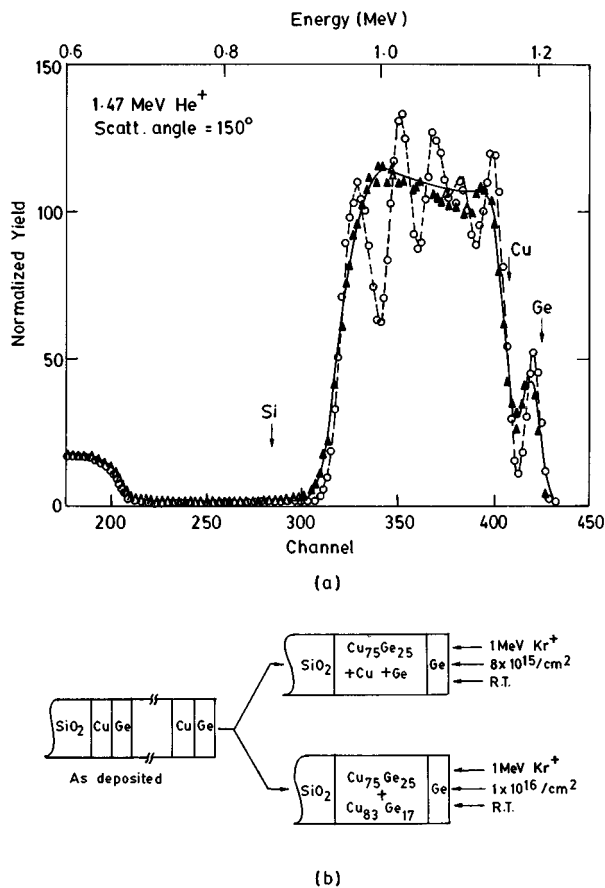 Energy (MeV)
0.6 0.8 1.0 1.2
1.47 MeV He+
Scatt. angle = 150°
Normalized Yield
150
100
50
0
Si
Cu
Ge
200 250 300 350 400 450
Channel
(a)
SiO2 Cu Ge Cu Ge
As deposited
SiO2 Cu75Ge25 +Cu +Ge Ge
1MeV Kr+
8x10^15/cm2
R.T.
SiO2 Cu75Ge25 + Cu83Ge17 Ge
1MeV Kr+
1x10^16/cm2
R.T.
(b)